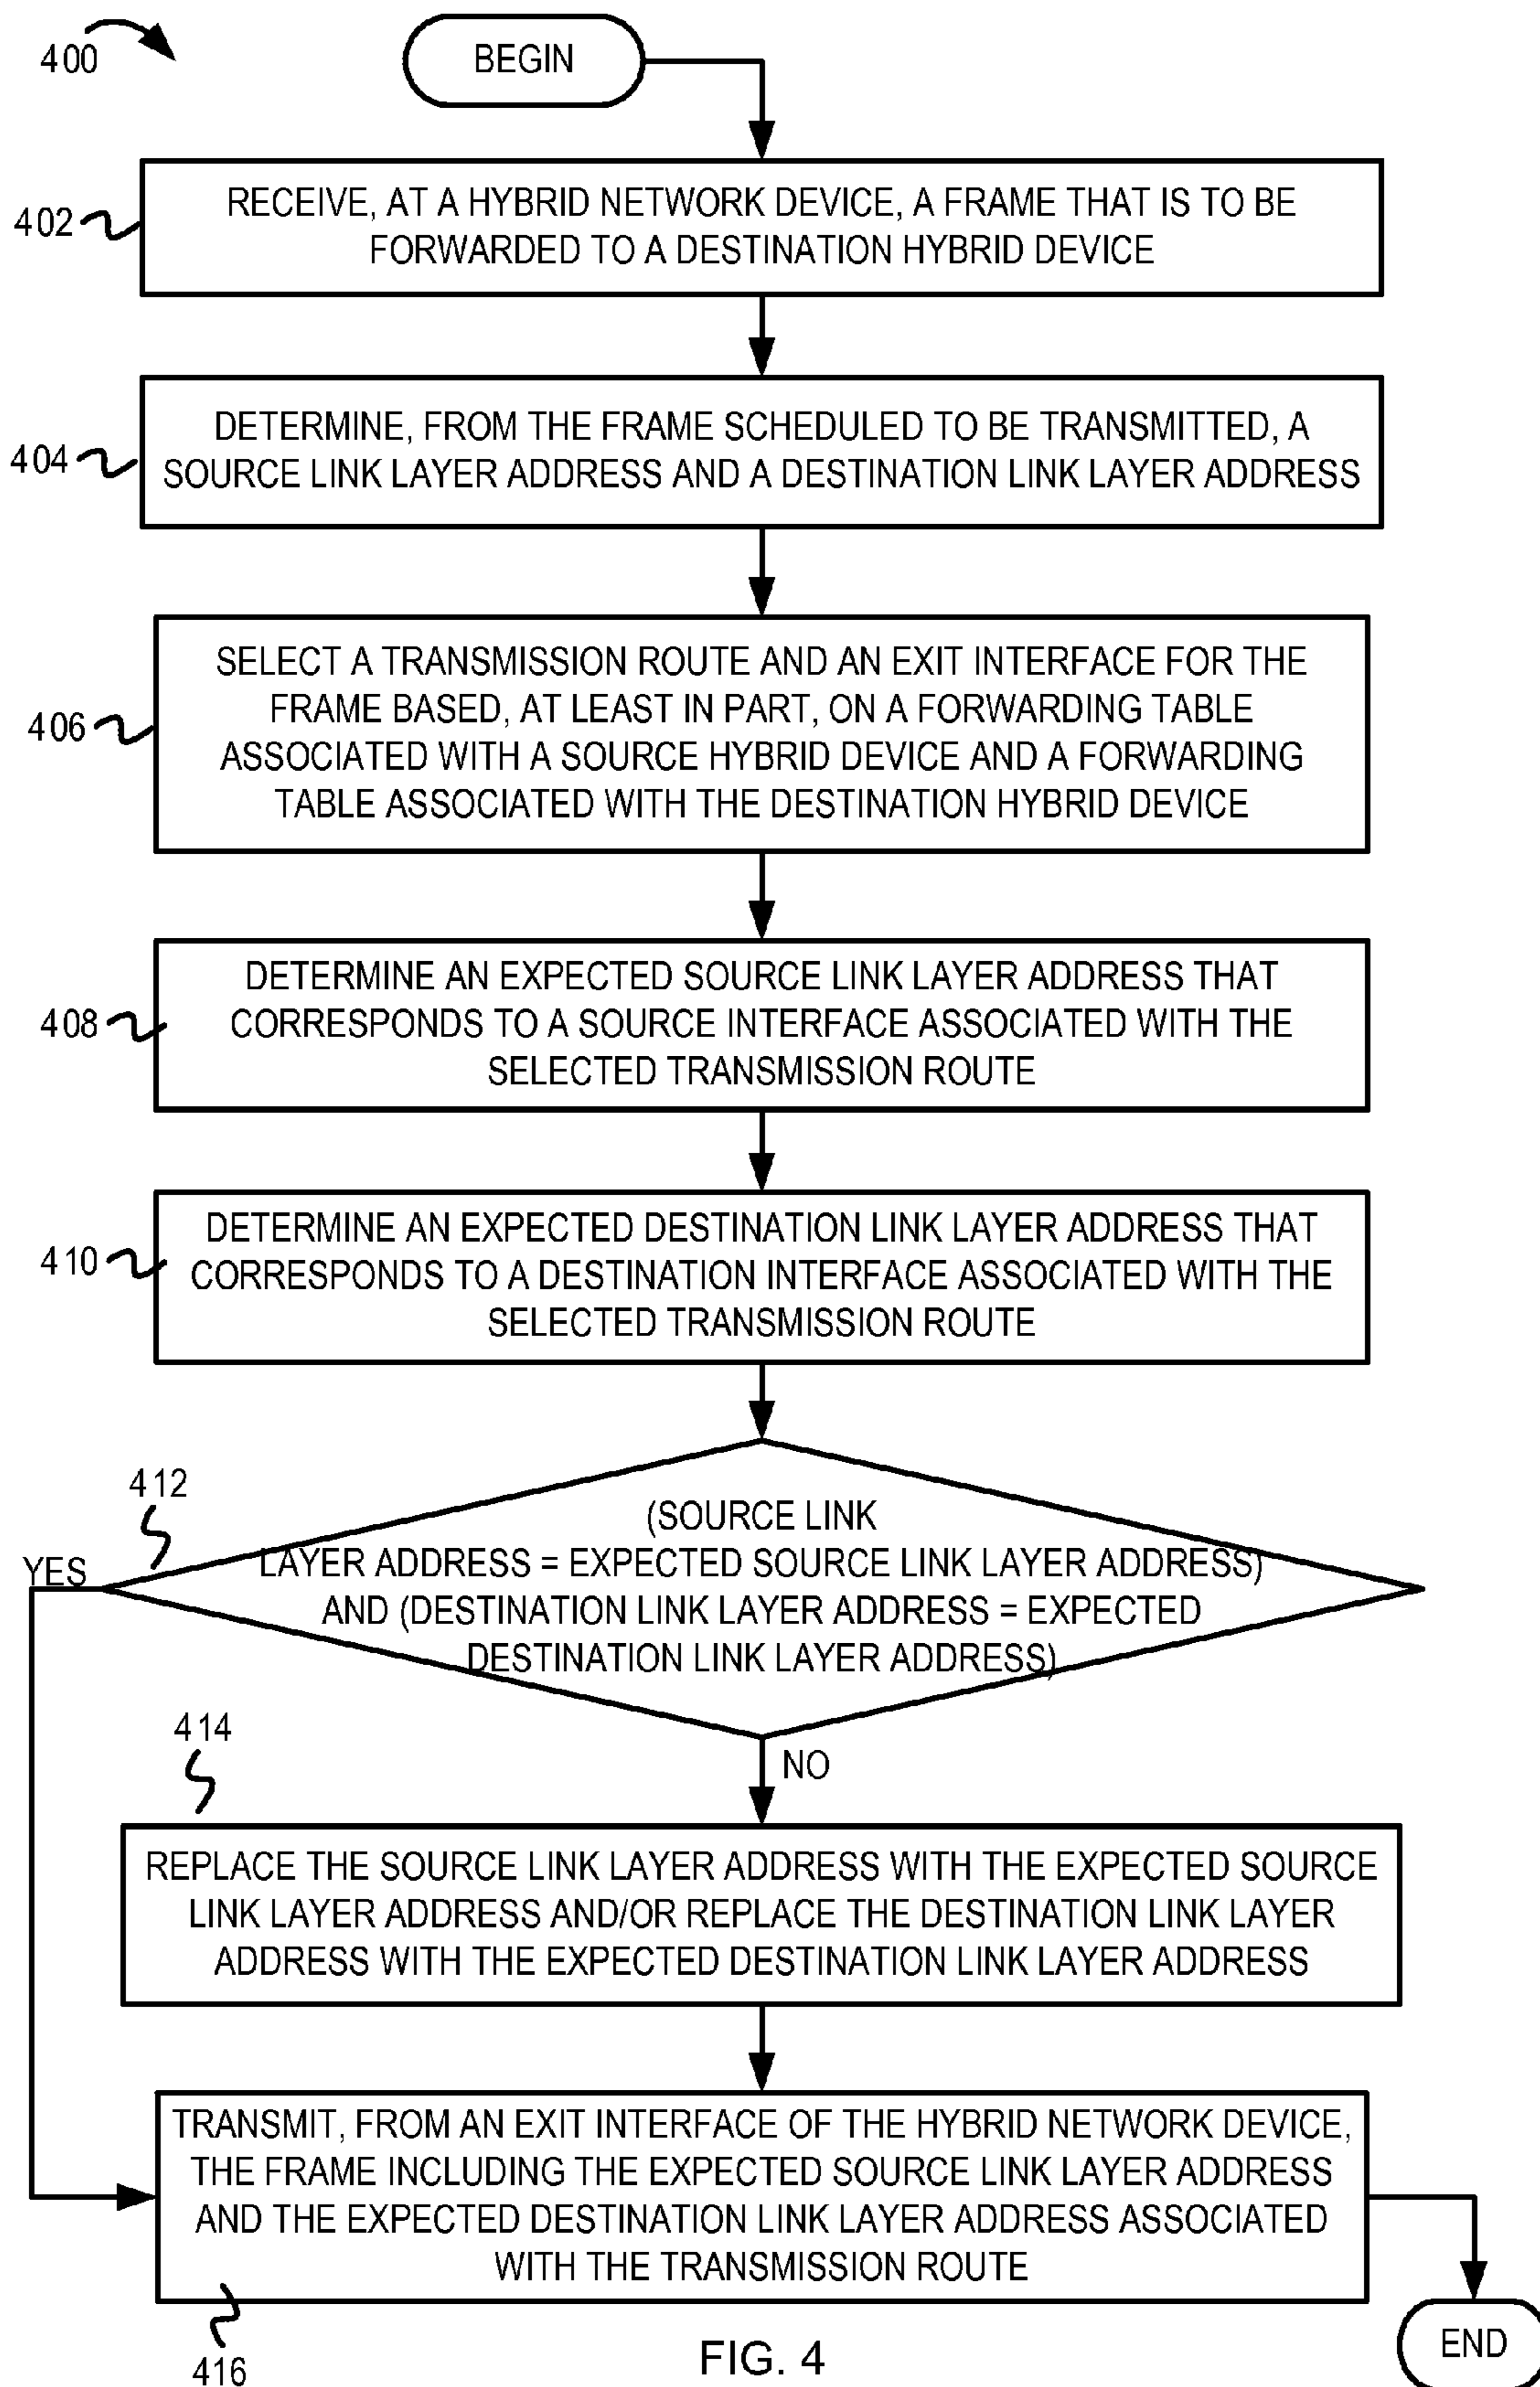 400
BEGIN
402
RECEIVE, AT A HYBRID NETWORK DEVICE, A FRAME THAT IS TO BE
FORWARDED TO A DESTINATION HYBRID DEVICE
404
DETERMINE, FROM THE FRAME SCHEDULED TO BE TRANSMITTED, A
SOURCE LINK LAYER ADDRESS AND A DESTINATION LINK LAYER ADDRESS
406
SELECT A TRANSMISSION ROUTE AND AN EXIT INTERFACE FOR THE
FRAME BASED, AT LEAST IN PART, ON A FORWARDING TABLE
ASSOCIATED WITH A SOURCE HYBRID DEVICE AND A FORWARDING
TABLE ASSOCIATED WITH THE DESTINATION HYBRID DEVICE
408
DETERMINE AN EXPECTED SOURCE LINK LAYER ADDRESS THAT
CORRESPONDS TO A SOURCE INTERFACE ASSOCIATED WITH THE
SELECTED TRANSMISSION ROUTE
410
DETERMINE AN EXPECTED DESTINATION LINK LAYER ADDRESS THAT
CORRESPONDS TO A DESTINATION INTERFACE ASSOCIATED WITH THE
SELECTED TRANSMISSION ROUTE
412
(SOURCE LINK
LAYER ADDRESS = EXPECTED SOURCE LINK LAYER ADDRESS)
AND (DESTINATION LINK LAYER ADDRESS = EXPECTED
DESTINATION LINK LAYER ADDRESS)
YES
NO
414
REPLACE THE SOURCE LINK LAYER ADDRESS WITH THE EXPECTED SOURCE
LINK LAYER ADDRESS AND/OR REPLACE THE DESTINATION LINK LAYER
ADDRESS WITH THE EXPECTED DESTINATION LINK LAYER ADDRESS
TRANSMIT, FROM AN EXIT INTERFACE OF THE HYBRID NETWORK DEVICE,
THE FRAME INCLUDING THE EXPECTED SOURCE LINK LAYER ADDRESS
AND THE EXPECTED DESTINATION LINK LAYER ADDRESS ASSOCIATED
WITH THE TRANSMISSION ROUTE
416
END
FIG. 4